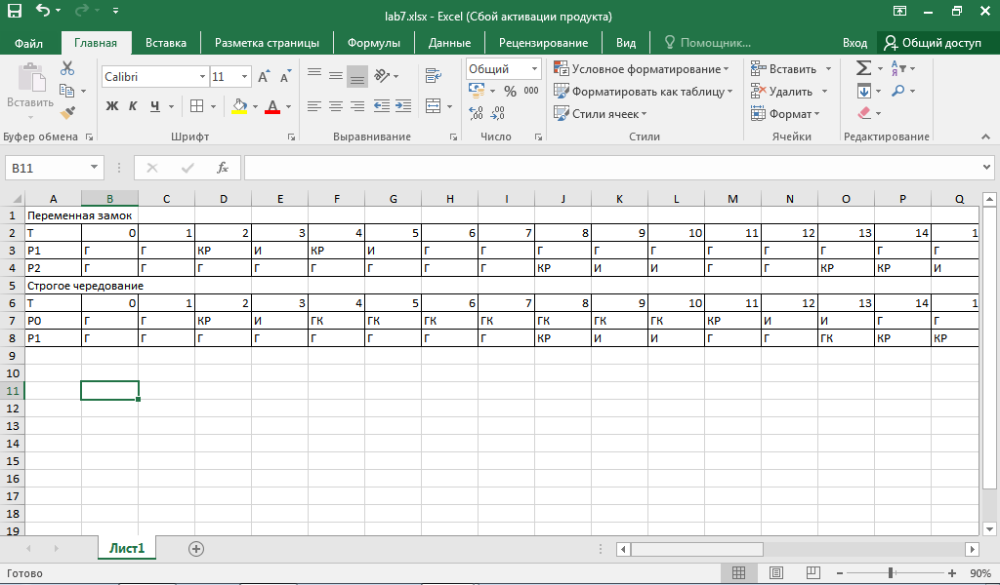 lab7.xlsx - Excel (Сбой активации продукта)
Файл Главная Вставка Разметка страницы Формулы Данные Рецензирование Вид Помощник... Вход Общий доступ
Calibri 11 Общий Условное форматирование Вставить Σ
Вставить Ж К Ч А % 000 Форматировать как таблицу Удалить
Стили ячеек Формат
Буфер обмена Шрифт Выравнивание Число Стили Ячейки Редактирование
B11 fx
A B C D E F G H I J K L M N O P Q
1 Переменная замок
2 T 0 1 2 3 4 5 6 7 8 9 10 11 12 13 14 1
3 P1 Г Г КР И КР И Г Г Г Г Г Г Г Г Г Г
4 P2 Г Г Г Г Г Г Г Г КР И И Г Г КР КР И
5 Строгое чередование
6 T 0 1 2 3 4 5 6 7 8 9 10 11 12 13 14 1
7 P0 Г Г КР И ГК ГК ГК ГК ГК ГК ГК КР И И Г Г
8 P1 Г Г Г Г Г Г Г Г КР И И Г Г ГК КР КР
9
10
11
12
13
14
15
16
17
18
19
Лист1
Готово 90%